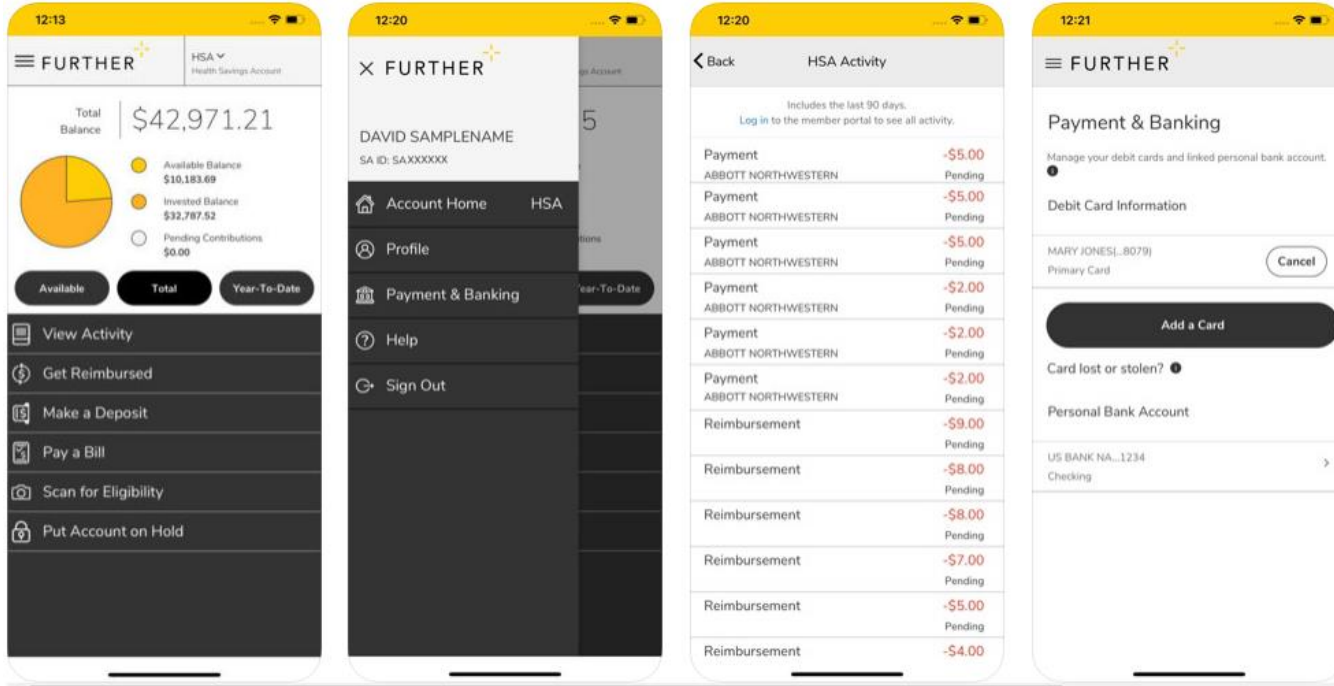 12:13
FURTHER
HSA
Health Savings Account
Total
Balance
$42,971.21
Available Balance
$10,183.69
Invested Balance
$32,787.52
Pending Contributions
$0.00
Available
Total
Year-To-Date
View Activity
Get Reimbursed
Make a Deposit
Pay a Bill
Scan for Eligibility
Put Account on Hold
12:20
FURTHER
Account
5
DAVID SAMPLENAME
SA ID: SAXXXXXX
Account Home HSA
Profile
Payment & Banking
Help
Sign Out
ear-To-Date
12:20
Back
HSA Activity
Includes the last 90 days.
Log in to the member portal to see all activity.
Payment -$5.00
ABBOTT NORTHWESTERN Pending
Payment -$5.00
ABBOTT NORTHWESTERN Pending
Payment -$5.00
ABBOTT NORTHWESTERN Pending
Payment -$2.00
ABBOTT NORTHWESTERN Pending
Payment -$2.00
ABBOTT NORTHWESTERN Pending
Payment -$2.00
ABBOTT NORTHWESTERN Pending
Reimbursement -$9.00
Pending
Reimbursement -$8.00
Pending
Reimbursement -$8.00
Pending
Reimbursement -$7.00
Pending
Reimbursement -$5.00
Pending
Reimbursement -$4.00
12:21
FURTHER
Payment & Banking
Manage your debit cards and linked personal bank account.
Debit Card Information
MARY JONES(...8079)
Primary Card
Cancel
Add a Card
Card lost or stolen?
Personal Bank Account
US BANK NA...1234
Checking